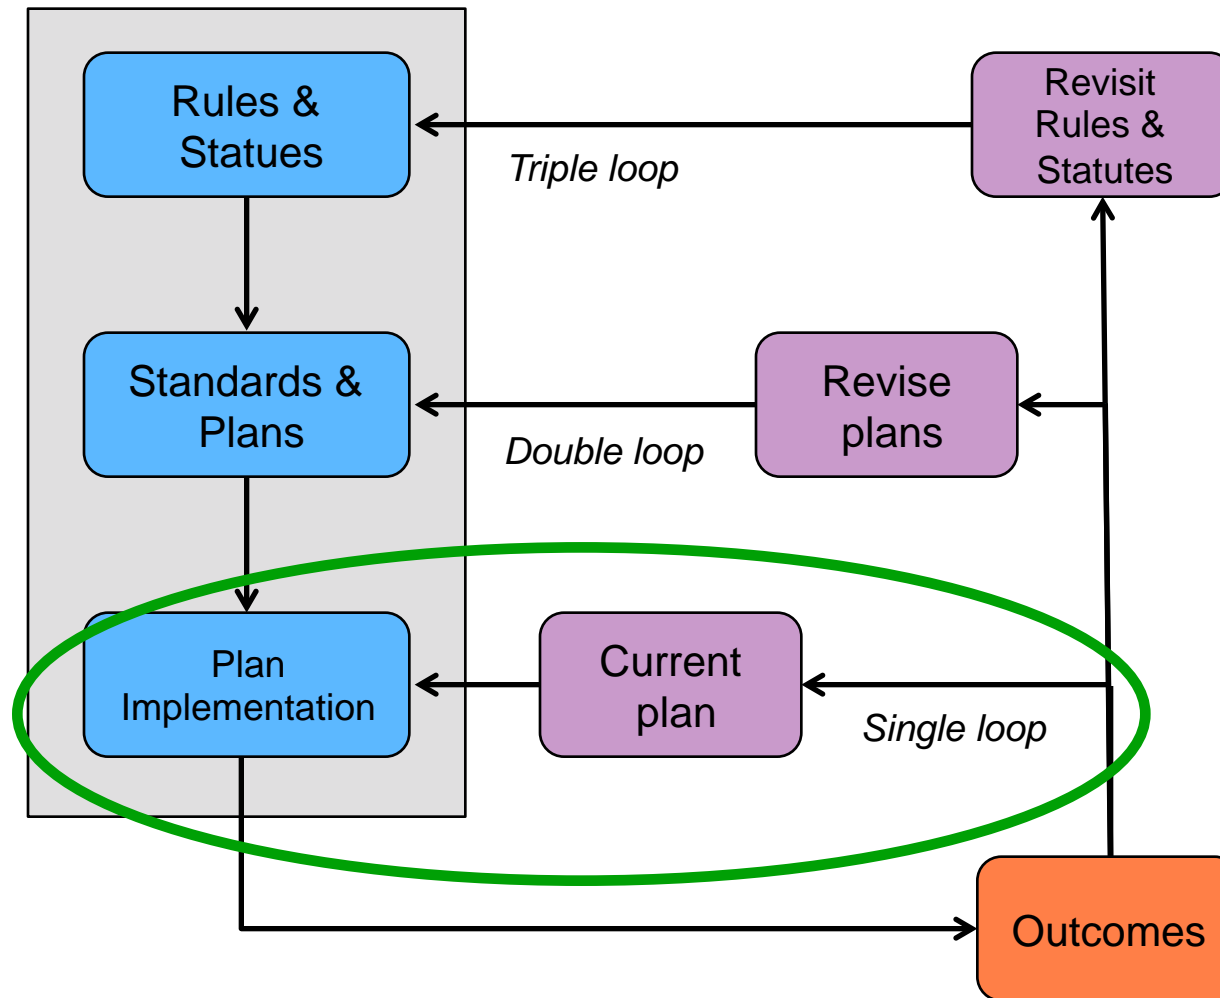 Rules &
Statues
Revisit
Rules &
Statutes
Triple loop
Standards &
Plans
Revise
plans
Double loop
Plan
Implementation
Current
plan
Single loop
Outcomes